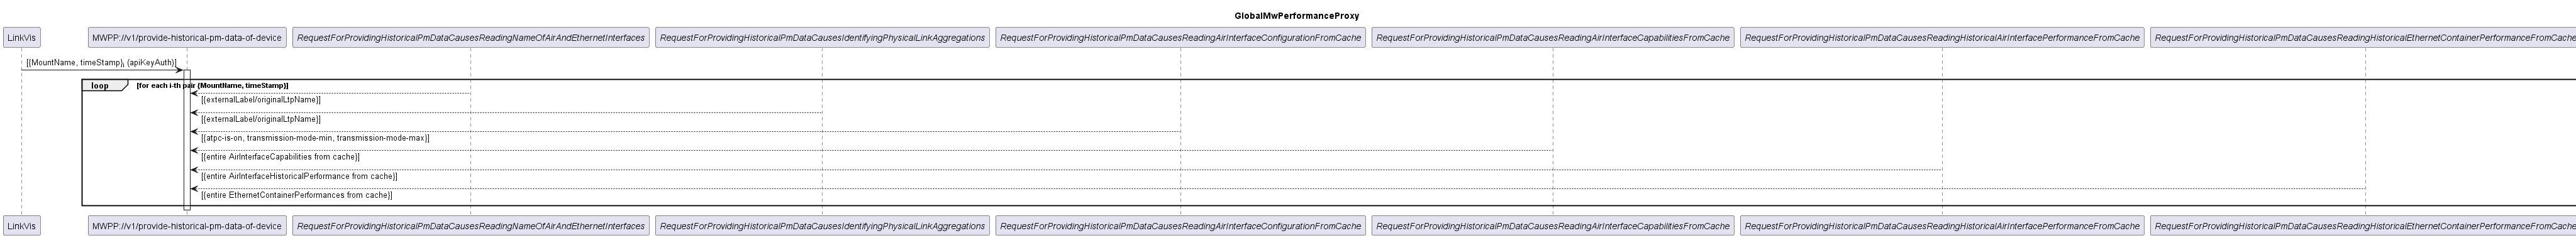 GlobalMwPerformanceProxy
LinkVis
MWPP://v1/provide-historical-pm-data-of-device
RequestForProvidingHistoricalPmDataCausesReadingNameOfAirAndEthernetInterfaces
RequestForProvidingHistoricalPmDataCausesIdentifyingPhysicalLinkAggregations
RequestForProvidingHistoricalPmDataCausesReadingAirInterfaceConfigurationFromCache
RequestForProvidingHistoricalPmDataCausesReadingAirInterfaceCapabilitiesFromCache
RequestForProvidingHistoricalPmDataCausesReadingHistoricalAirInterfacePerformanceFromCache
RequestForProvidingHistoricalPmDataCausesReadingHistoricalEthernetContainerPerformanceFromCache
[{MountName, timeStamp}, (apiKeyAuth)]
loop
[for each i-th pair {MountName, timeStamp}]
[{externalLabel/originalLtpName}]
[{externalLabel/originalLtpName}]
[{atpc-is-on, transmission-mode-min, transmission-mode-max}]
[{entire AirInterfaceCapabilities from cache}]
[{entire AirInterfaceHistoricalPerformance from cache}]
[{entire EthernetContainerPerformances from cache}]
LinkVis
MWPP://v1/provide-historical-pm-data-of-device
RequestForProvidingHistoricalPmDataCausesReadingNameOfAirAndEthernetInterfaces
RequestForProvidingHistoricalPmDataCausesIdentifyingPhysicalLinkAggregations
RequestForProvidingHistoricalPmDataCausesReadingAirInterfaceConfigurationFromCache
RequestForProvidingHistoricalPmDataCausesReadingAirInterfaceCapabilitiesFromCache
RequestForProvidingHistoricalPmDataCausesReadingHistoricalAirInterfacePerformanceFromCache
RequestForProvidingHistoricalPmDataCausesReadingHistoricalEthernetContainerPerformanceFromCache